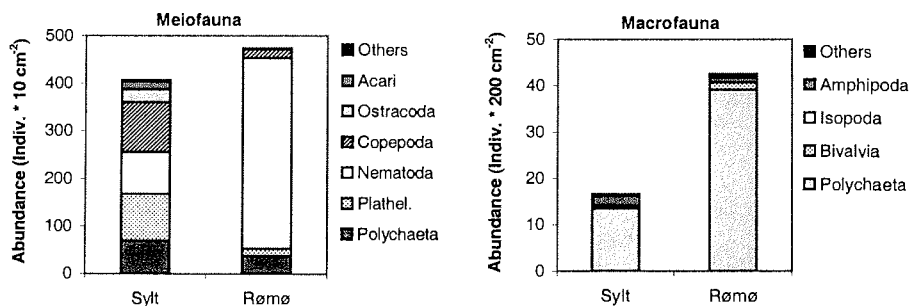 Meiofauna
Abundance (Indiv. * 10 cm-2)
500
400
300
200
100
0
Sylt
Rømø
Others
Acari
Ostracoda
Copepoda
Nematoda
Plathel.
Polychaeta
Macrofauna
Abundance (Indiv. * 200 cm-2)
50
40
30
20
10
0
Sylt
Rømø
Others
Amphipoda
Isopoda
Bivalvia
Polychaeta